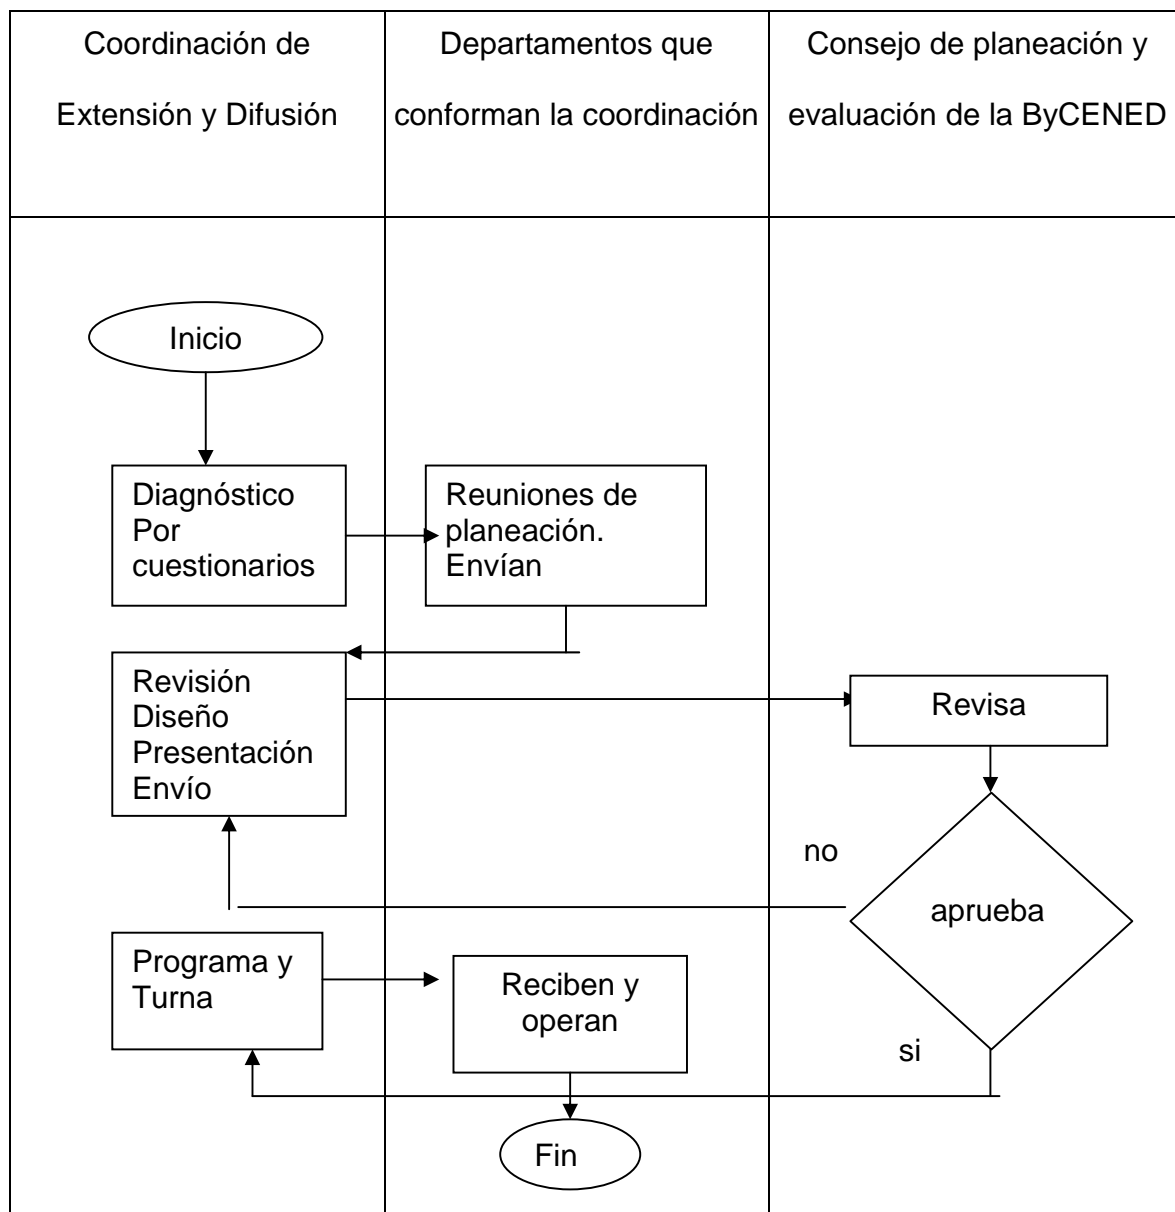 Coordinación de
Extensión y Difusión
Departamentos que
conforman la coordinación
Consejo de planeación y
evaluación de la ByCENED
Inicio
Diagnóstico
Por
cuestionarios
Reuniones de
planeación.
Envían
Revisión
Diseño
Presentación
Envío
Revisa
no
aprueba
Programa y
Turna
Reciben y
operan
si
Fin